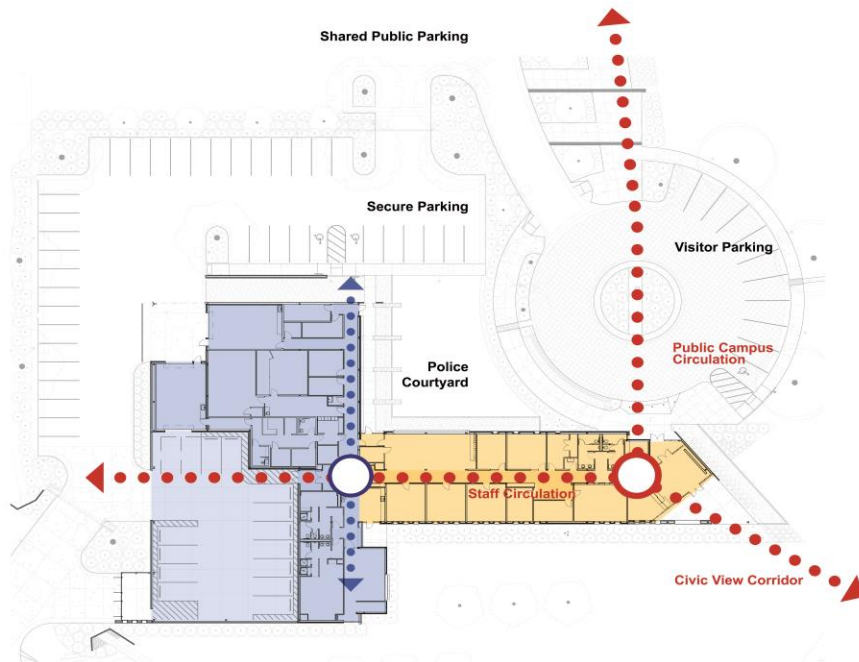 Shared Public Parking
Secure Parking
Visitor Parking
Public Campus
Circulation
Police
Courtyard
Staff Circulation
Civic View Corridor